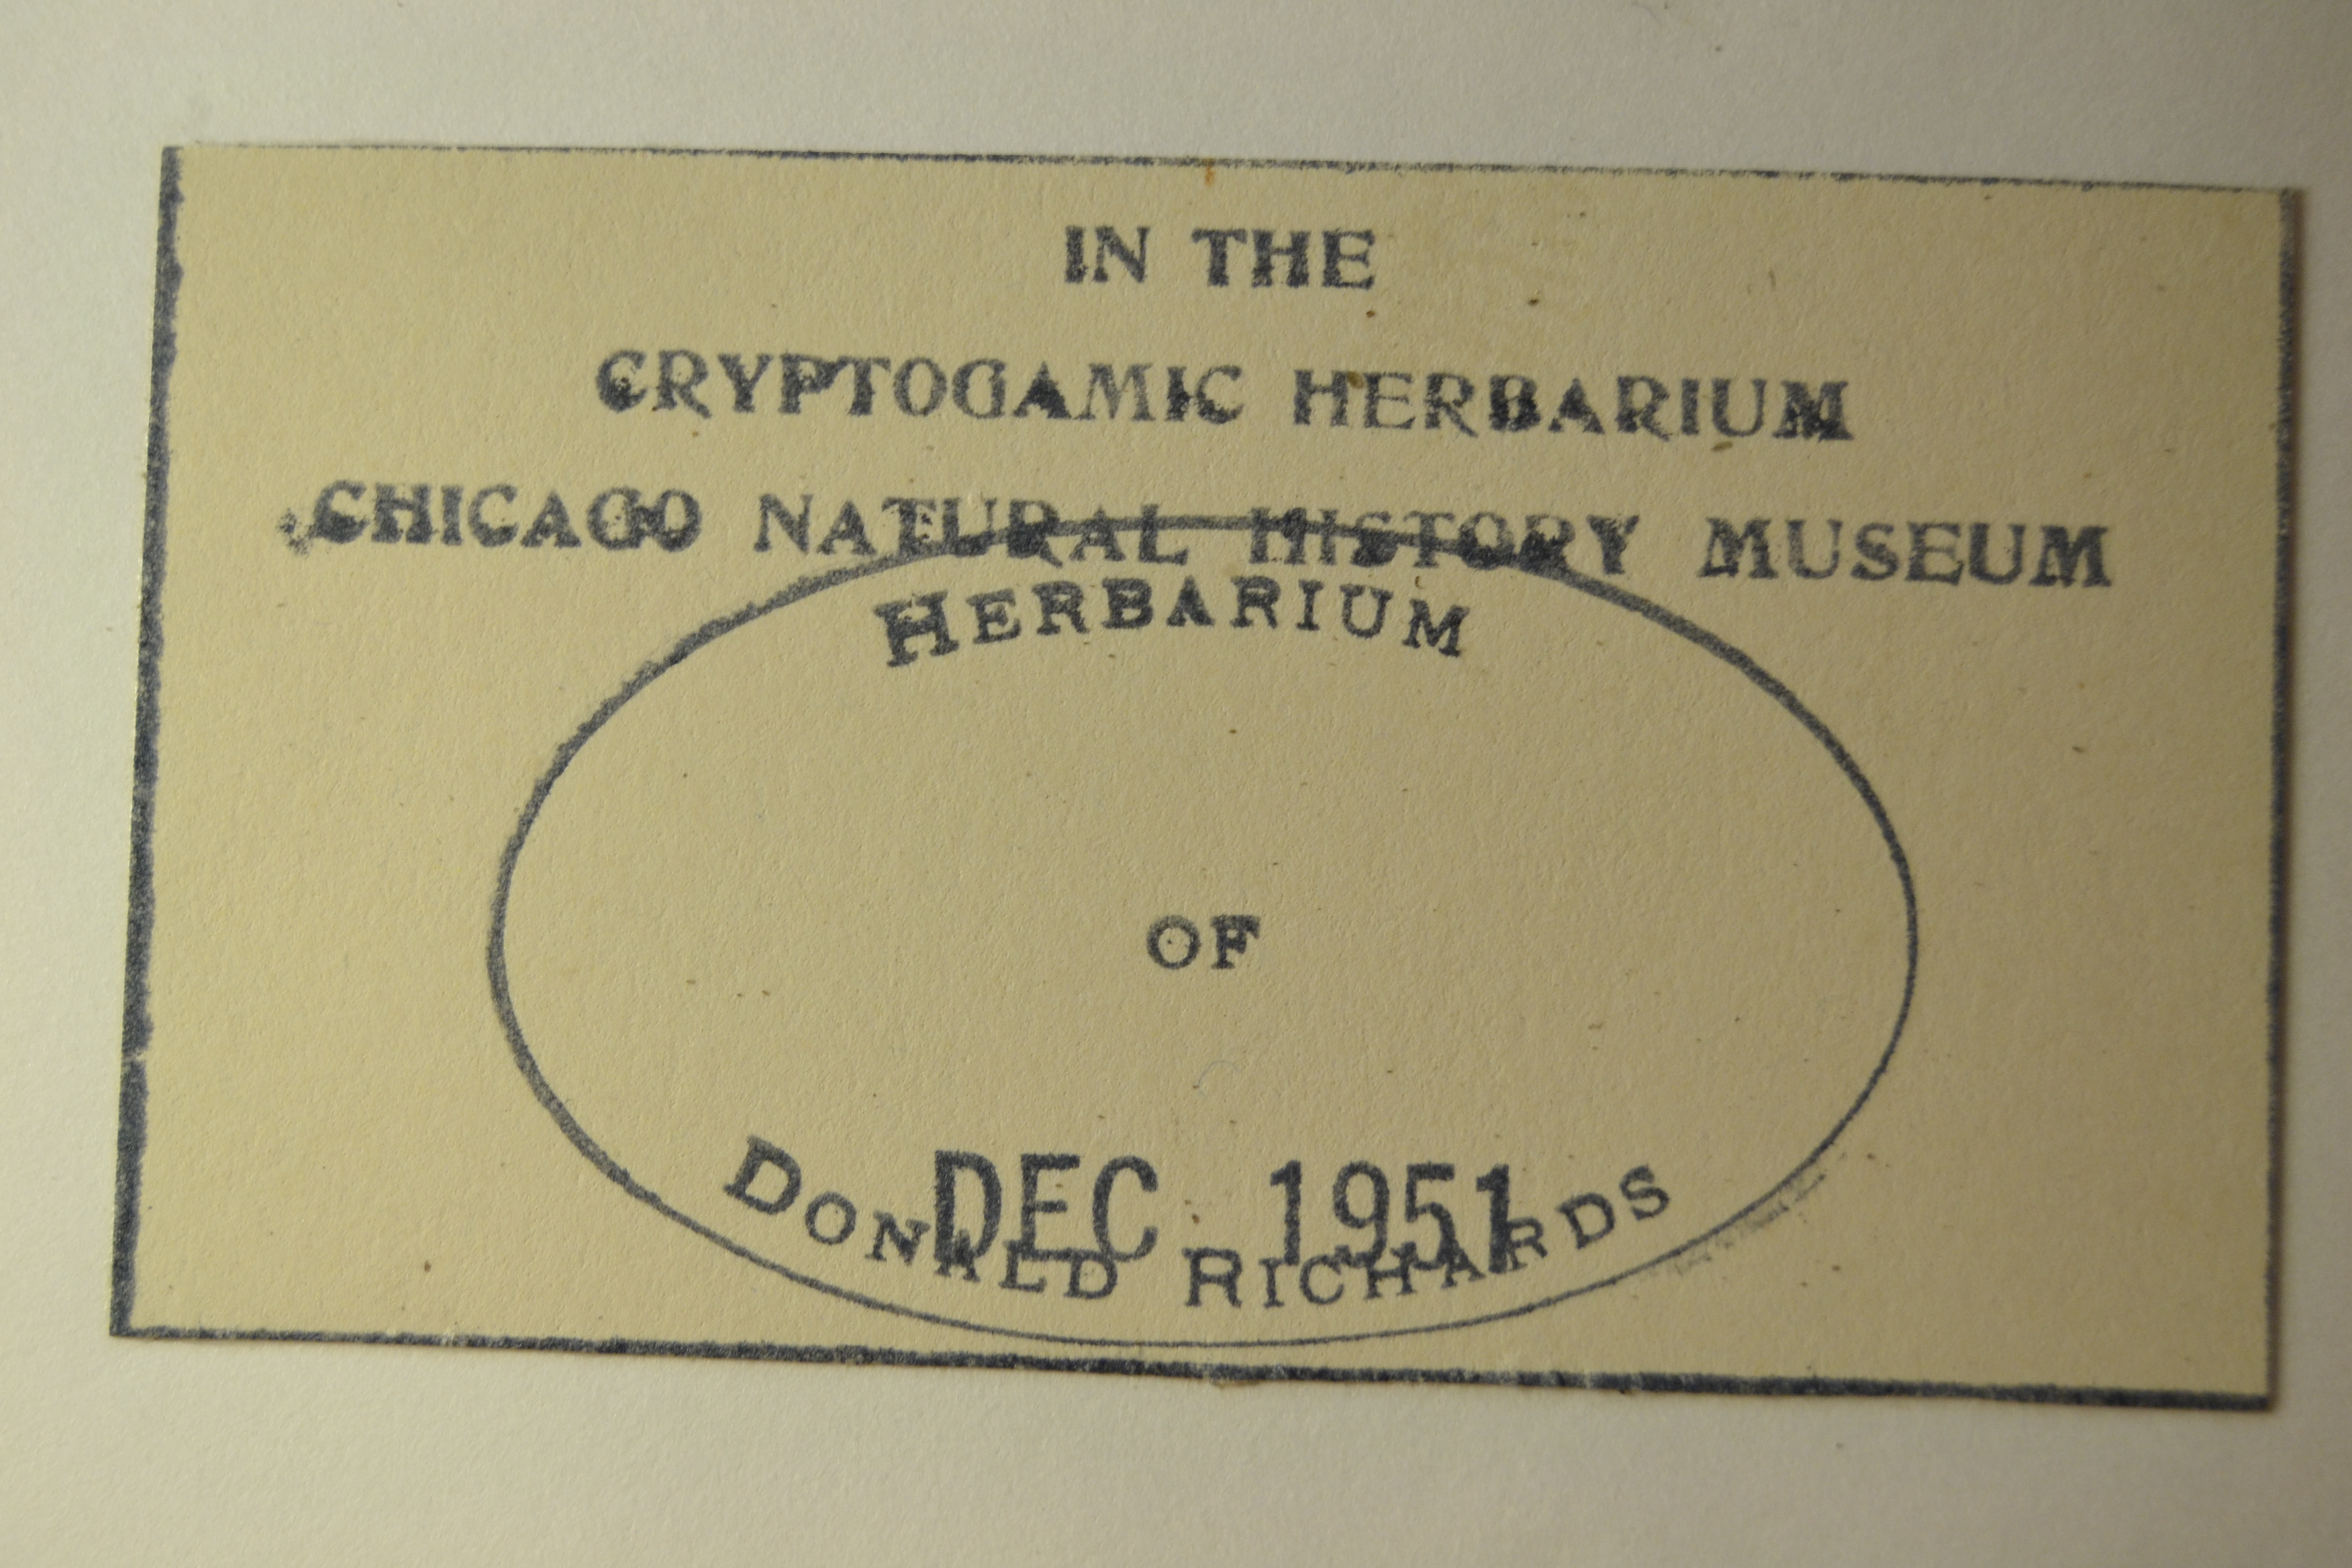 IN THE
CRYPTOGAMIC HERBARIUM
CHICAGO NATURAL HISTORY MUSEUM
HERBARIUM
OF
DEC 1951
DONALD RICHARDS